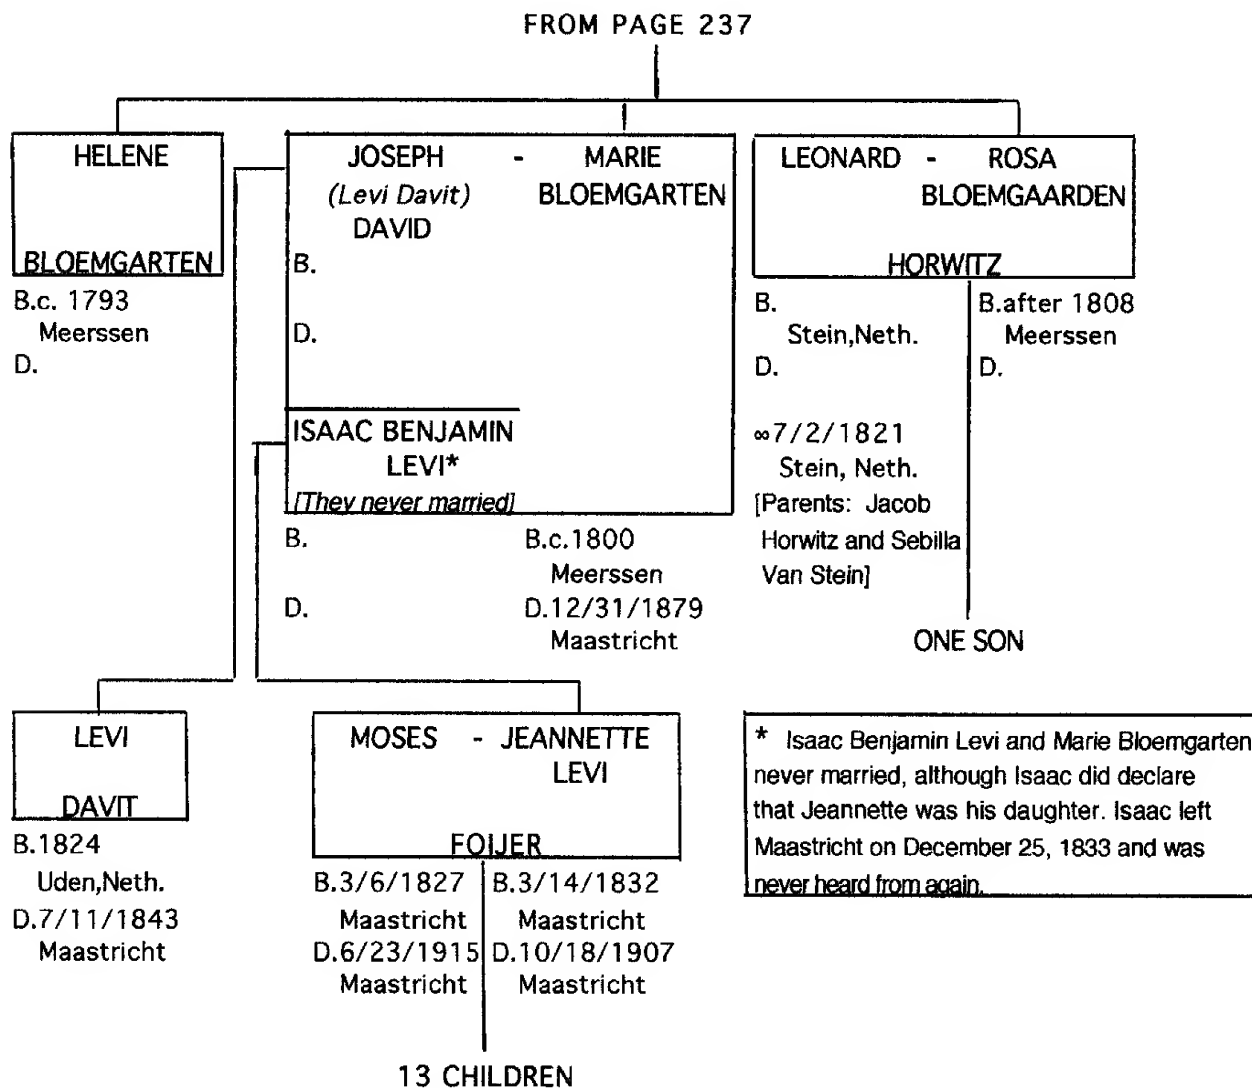 FROM PAGE 237
HELENE
BLOEMGARTEN
B.c. 1793
Meerssen
D.
JOSEPH - MARIE
(Levi Davit) BLOEMGARTEN
DAVID
B.
D.
ISAAC BENJAMIN
LEVI*
[They never married]
B. B.c.1800
Meerssen
D. D.12/31/1879
Maastricht
LEONARD - ROSA
BLOEMGAARDEN
HORWITZ
B. B.after 1808
Stein,Neth. Meerssen
D. D.
∞7/2/1821
Stein, Neth.
[Parents: Jacob
Horwitz and Sebilla
Van Stein]
ONE SON
LEVI
DAVIT
B.1824
Uden,Neth.
D.7/11/1843
Maastricht
MOSES - JEANNETTE
LEVI
FOIJER
B.3/6/1827 B.3/14/1832
Maastricht Maastricht
D.6/23/1915 D.10/18/1907
Maastricht Maastricht
13 CHILDREN
* Isaac Benjamin Levi and Marie Bloemgarten
never married, although Isaac did declare
that Jeannette was his daughter. Isaac left
Maastricht on December 25, 1833 and was
never heard from again.